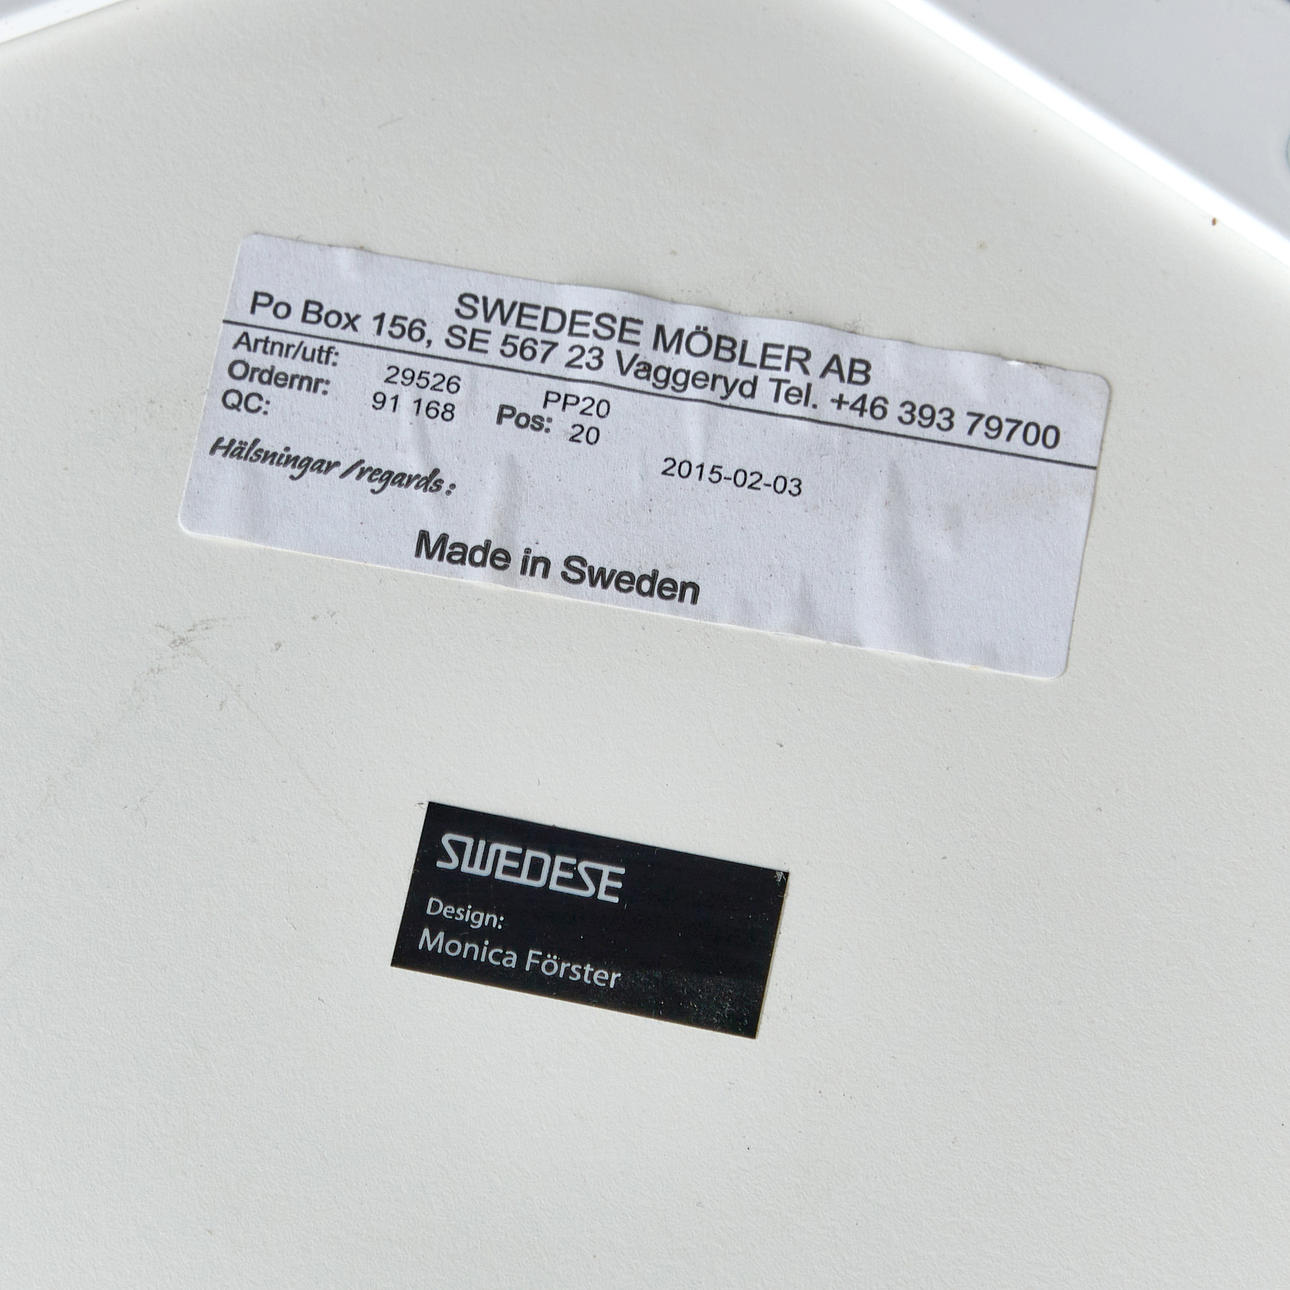 SWEDESE MÖBLER AB
Po Box 156, SE 567 23 Vaggeryd Tel. +46 393 79700
Artnr/utf: 29526 PP20
Ordernr: 91 168 Pos: 20
QC: 2015-02-03
Hälsningar /regards:
Made in Sweden
SWEDESE
Design:
Monica Förster